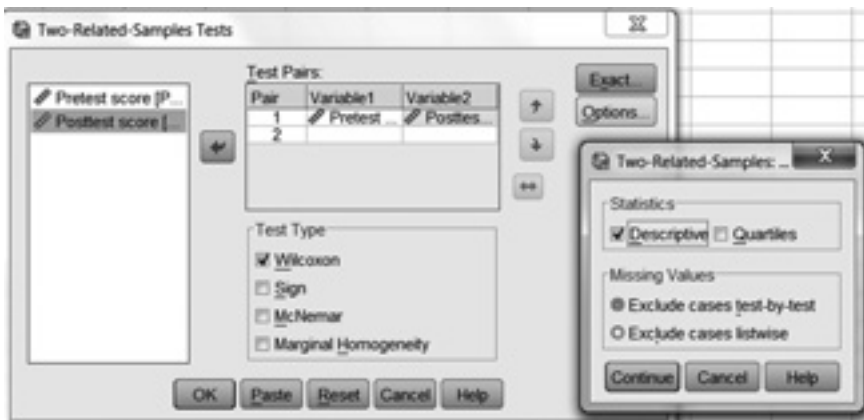 Two-Related-Samples Tests
Test Pairs:
Pretest score [P...
Posttest score [...
Pair Variable1 Variable2
1 Pretest ... Posttes...
2
Exact...
Options...
Test Type
Wilcoxon
Sign
McNemar
Marginal Homogeneity
OK Paste Reset Cancel Help
Two-Related-Samples: ...
Statistics
Descriptive Quartiles
Missing Values
Exclude cases test-by-test
Exclude cases listwise
Continue Cancel Help